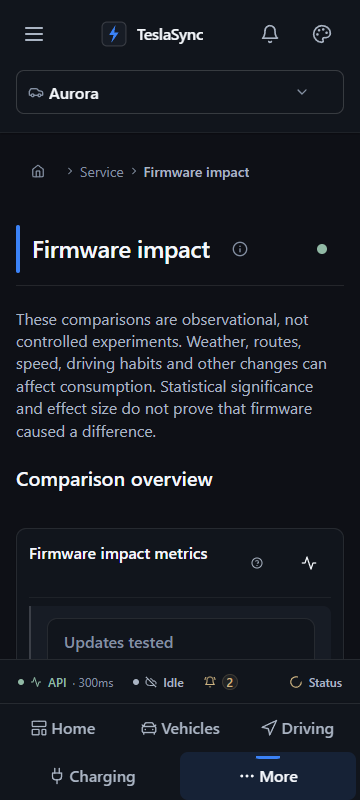 TeslaSync
Aurora
Service
Firmware impact
Firmware impact
These comparisons are observational, not
controlled experiments. Weather, routes,
speed, driving habits and other changes can
affect consumption. Statistical significance
and effect size do not prove that firmware
caused a difference.
Comparison overview
Firmware impact metrics
Updates tested
API · 300ms Idle 2 Status
Home Vehicles Driving
Charging More